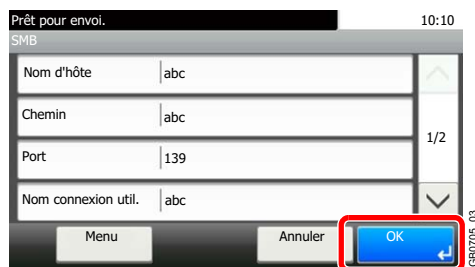 Prêt pour envoi. 10:10
SMB
Nom d'hôte abc
Chemin abc
1/2
Port 139
Nom connexion util. abc
Menu Annuler OK
GB0705_03